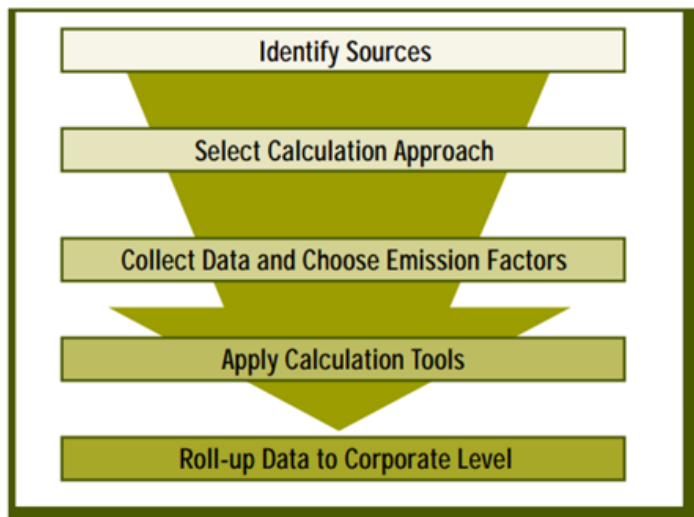 Identify Sources
Select Calculation Approach
Collect Data and Choose Emission Factors
Apply Calculation Tools
Roll-up Data to Corporate Level